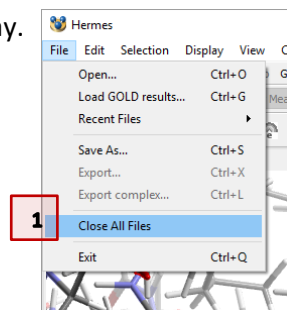 ay.
Hermes
File Edit Selection Display View
Open... Ctrl+O
Load GOLD results... Ctrl+G
Recent Files
Save As... Ctrl+S
Export... Ctrl+X
Export complex... Ctrl+L
1 Close All Files
Exit Ctrl+Q